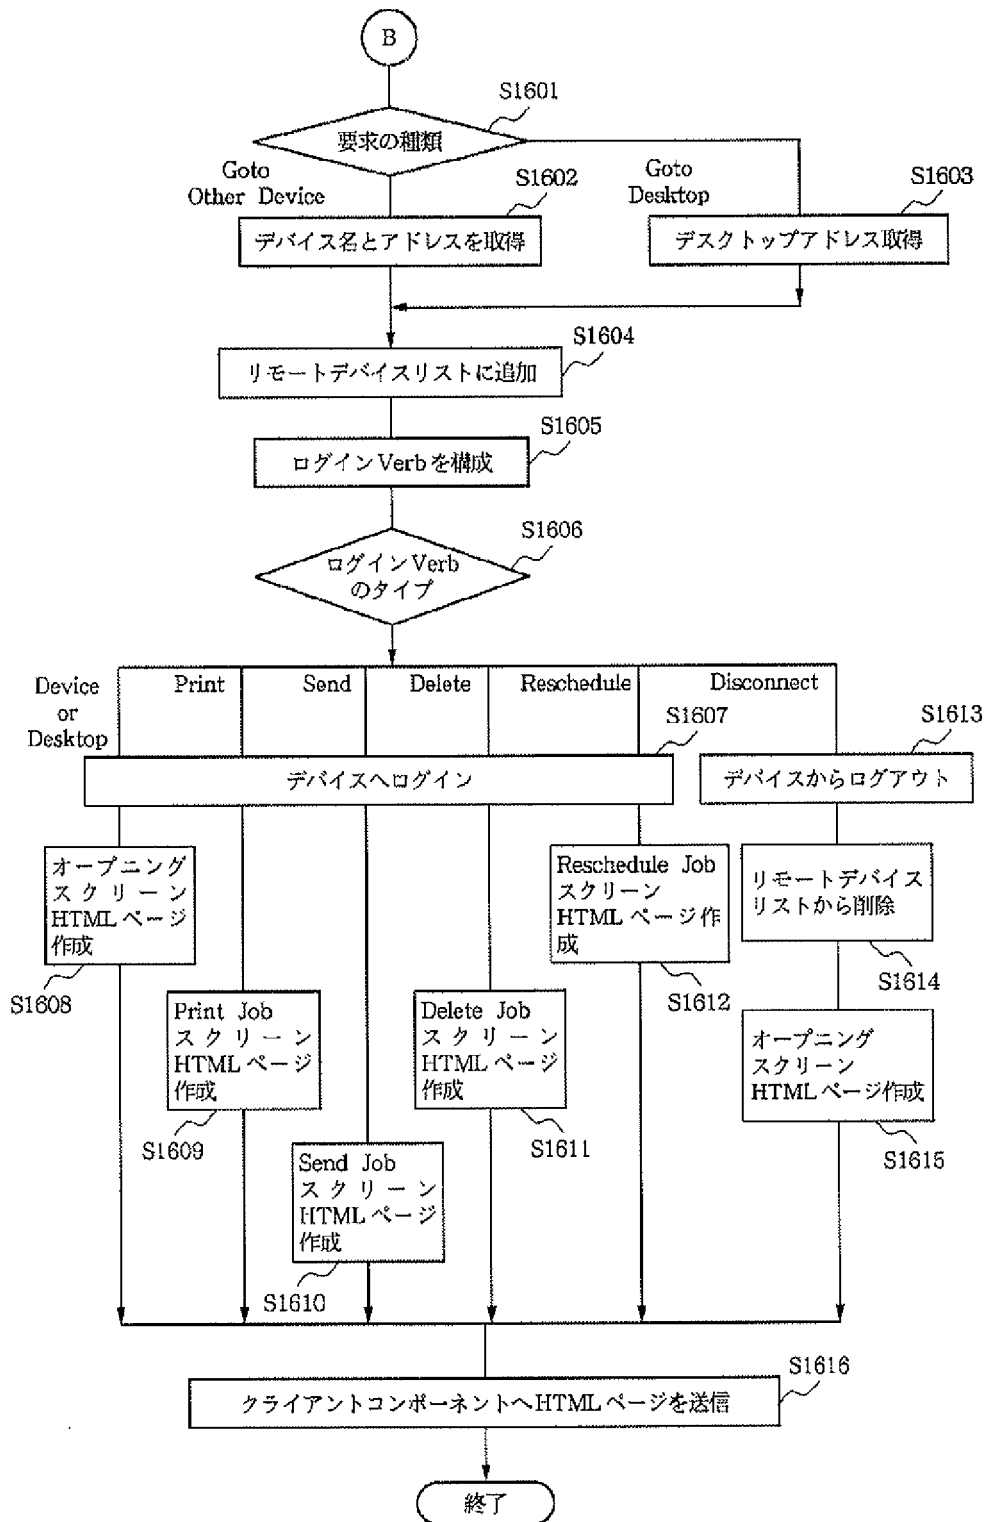 B
S1601
要求の種類
Goto
Other Device
S1602
Goto
Desktop
S1603
デバイス名とアドレスを取得
デスクトップアドレス取得
S1604
リモートデバイスリストに追加
S1605
ログインVerbを構成
S1606
ログインVerb
のタイプ
Device
or
Desktop
Print
Send
Delete
Reschedule
Disconnect
S1607
S1613
デバイスへログイン
デバイスからログアウト
オープニング
スクリーン
HTMLページ
作成
S1608
Reschedule Job
スクリーン
HTMLページ作
成
S1612
リモートデバイス
リストから削除
S1614
Print Job
スクリーン
HTMLページ
作成
S1609
Delete Job
スクリーン
HTMLページ
作成
S1611
オープニング
スクリーン
HTMLページ作成
S1615
Send Job
スクリーン
HTMLページ
作成
S1610
S1616
クライアントコンポーネントへHTMLページを送信
終了